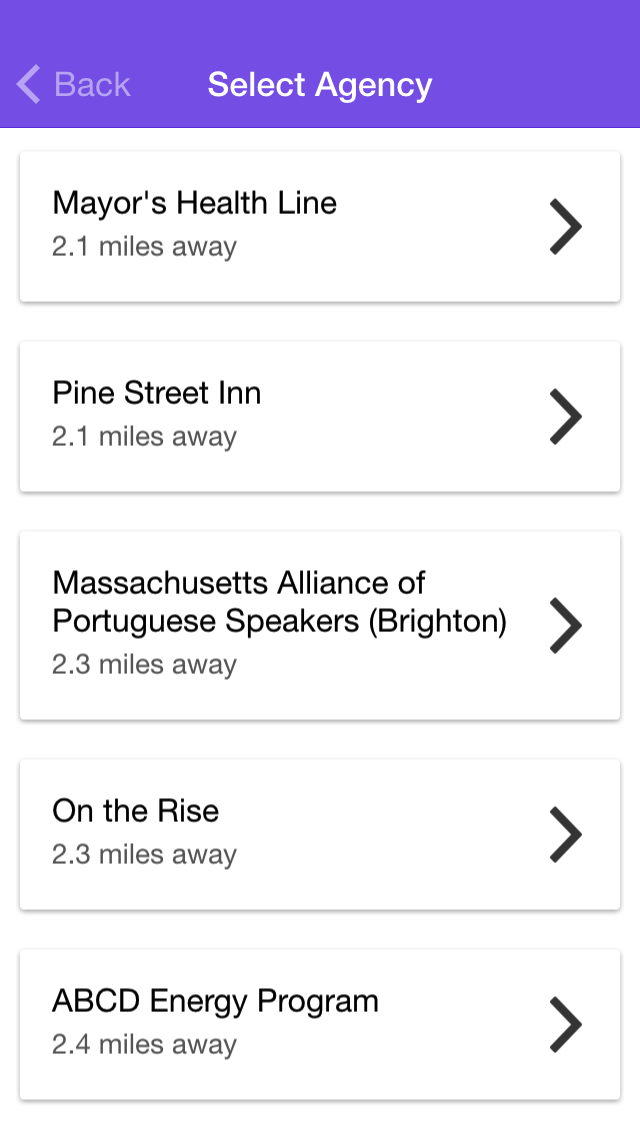 Back
Select Agency
Mayor's Health Line
2.1 miles away
Pine Street Inn
2.1 miles away
Massachusetts Alliance of
Portuguese Speakers (Brighton)
2.3 miles away
On the Rise
2.3 miles away
ABCD Energy Program
2.4 miles away